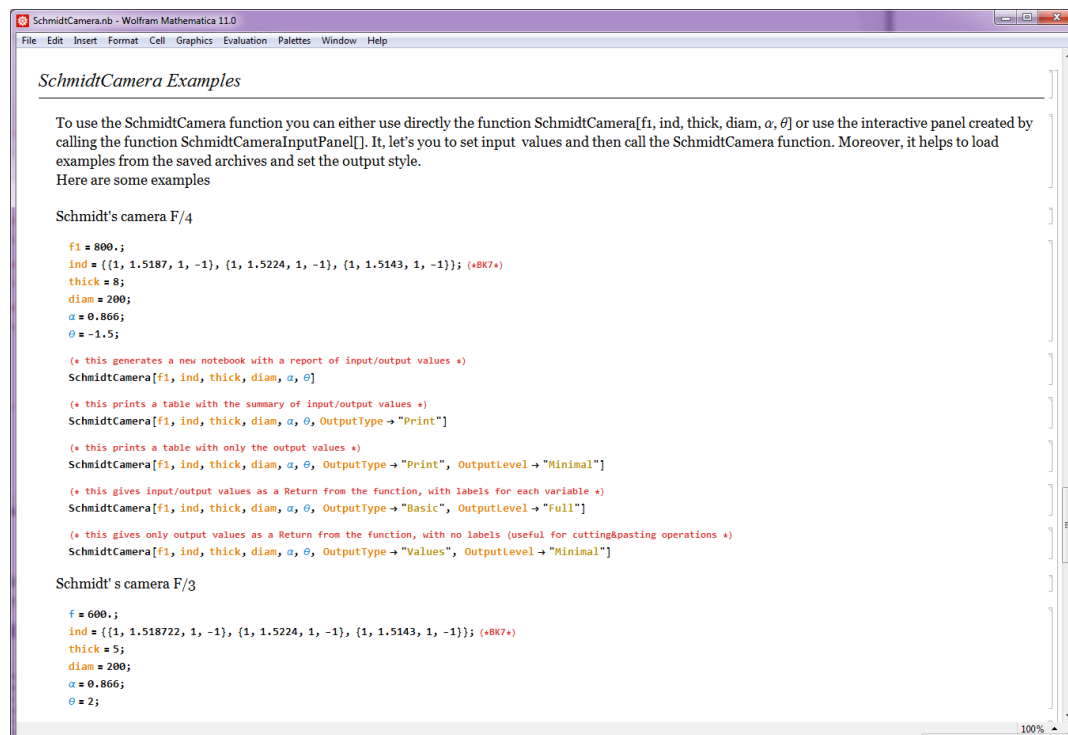 SchmidtCamera.nb - Wolfram Mathematica 11.0
File Edit Insert Format Cell Graphics Evaluation Palettes Window Help
SchmidtCamera Examples
To use the SchmidtCamera function you can either use directly the function SchmidtCamera[f1, ind, thick, diam, α, θ] or use the interactive panel created by
calling the function SchmidtCameraInputPanel[]. It, let's you to set input values and then call the SchmidtCamera function. Moreover, it helps to load
examples from the saved archives and set the output style.
Here are some examples
Schmidt's camera F/4
f1 = 800.;
ind = {{1, 1.5187, 1, -1}, {1, 1.5224, 1, -1}, {1, 1.5143, 1, -1}}; (*BK7*)
thick = 8;
diam = 200;
α = 0.866;
θ = -1.5;
(* this generates a new notebook with a report of input/output values *)
SchmidtCamera[f1, ind, thick, diam, α, θ]
(* this prints a table with the summary of input/output values *)
SchmidtCamera[f1, ind, thick, diam, α, θ, OutputType → "Print"]
(* this prints a table with only the output values *)
SchmidtCamera[f1, ind, thick, diam, α, θ, OutputType → "Print", OutputLevel → "Minimal"]
(* this gives input/output values as a Return from the function, with labels for each variable *)
SchmidtCamera[f1, ind, thick, diam, α, θ, OutputType → "Basic", OutputLevel → "Full"]
(* this gives only output values as a Return from the function, with no labels (useful for cutting&pasting operations *)
SchmidtCamera[f1, ind, thick, diam, α, θ, OutputType → "Values", OutputLevel → "Minimal"]
Schmidt' s camera F/3
f = 600.;
ind = {{1, 1.518722, 1, -1}, {1, 1.5224, 1, -1}, {1, 1.5143, 1, -1}}; (*BK7*)
thick = 5;
diam = 200;
α = 0.866;
θ = 2;
100%